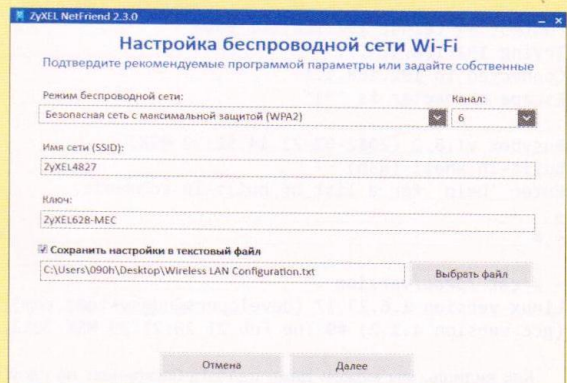 ZyXEL NetFriend 2.3.0
Настройка беспроводной сети Wi-Fi
Подтвердите рекомендуемые программой параметры или задайте собственные
Режим беспроводной сети:
Канал:
Безопасная сеть с максимальной защитой (WPA2)
6
Имя сети (SSID):
ZyXEL4827
Ключ:
ZyXEL628-MEC
Сохранить настройки в текстовый файл
C:\Users\090h\Desktop\Wireless LAN Configuration.txt
Выбрать файл
Отмена
Далее